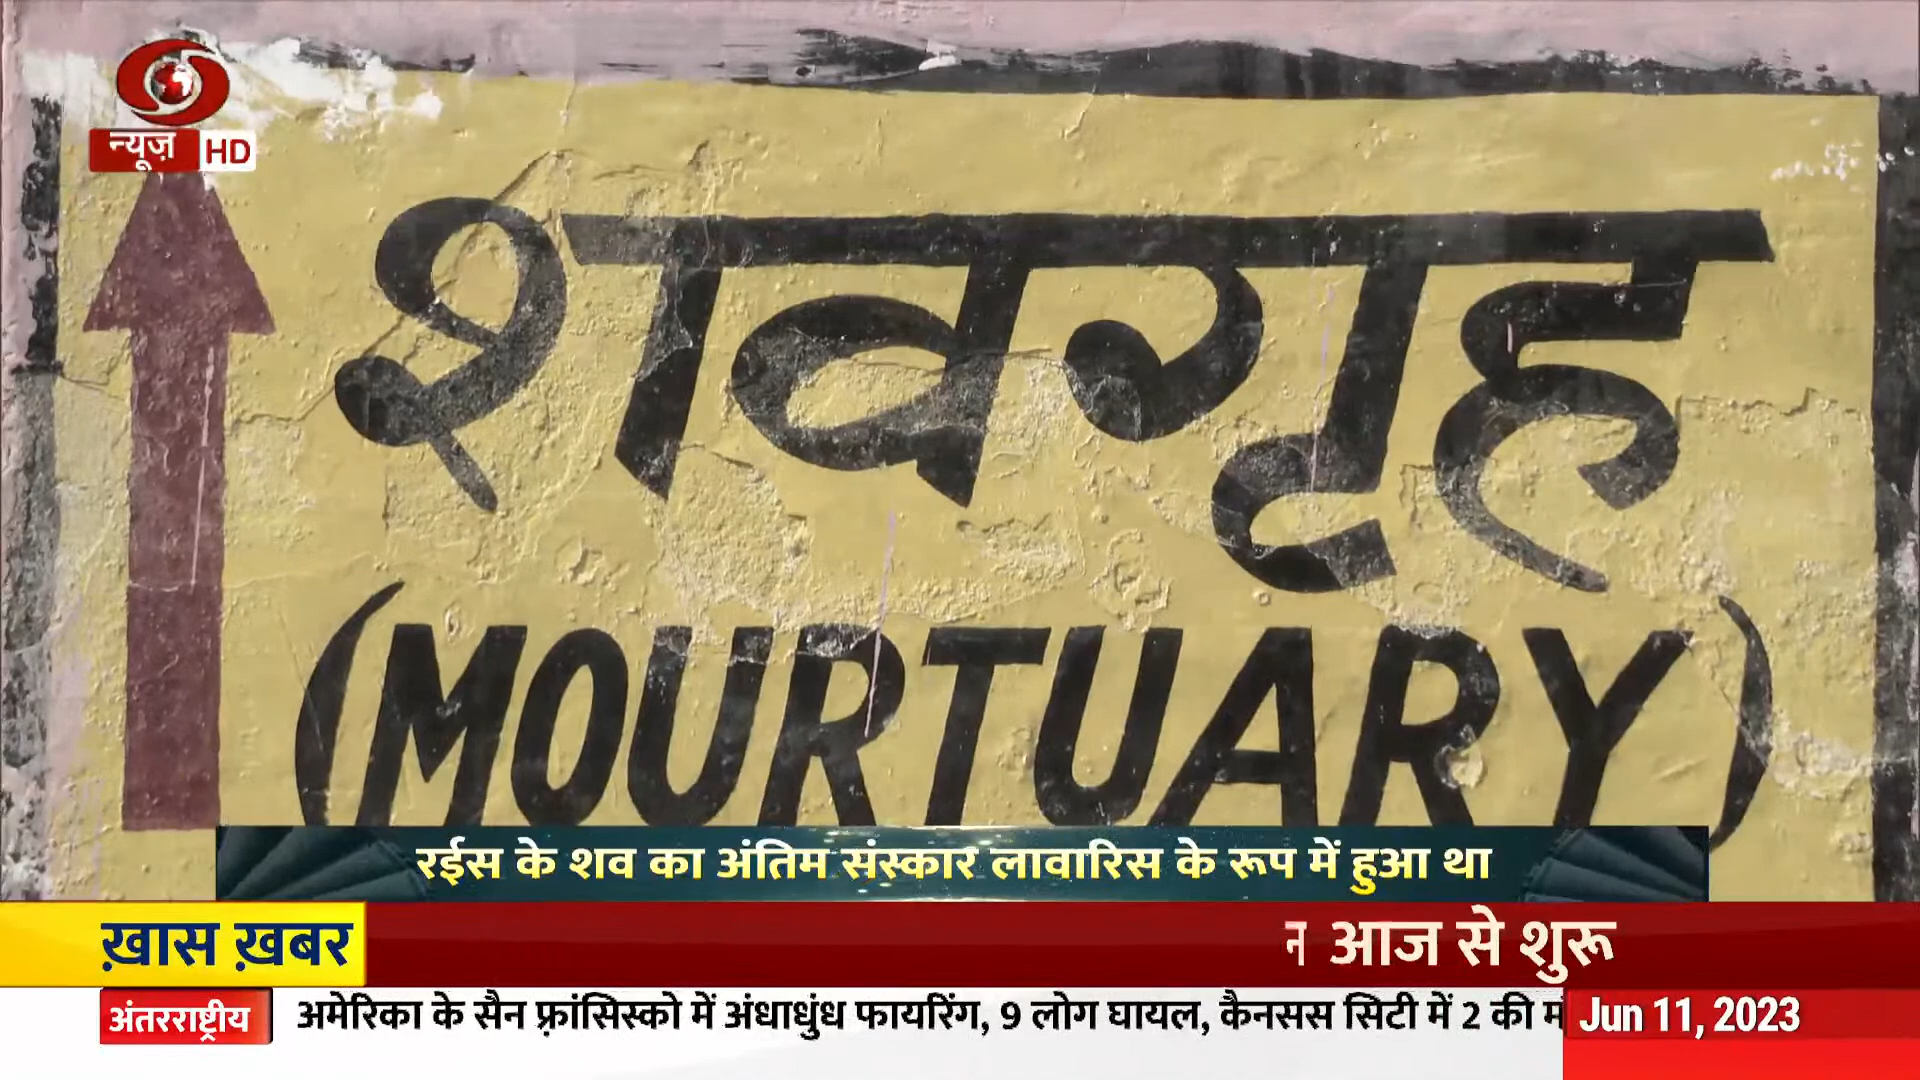 न्यूज़ HD
शवगृह
(MOURTUARY)
रईस के शव का अंतिम संस्कार लावारिस के रूप में हुआ था
ख़ास ख़बर
न आज से शुरू
अंतरराष्ट्रीय
अमेरिका के सैन फ़्रांसिस्को में अंधाधुंध फायरिंग, 9 लोग घायल, कैनसस सिटी में 2 की
Jun 11, 2023